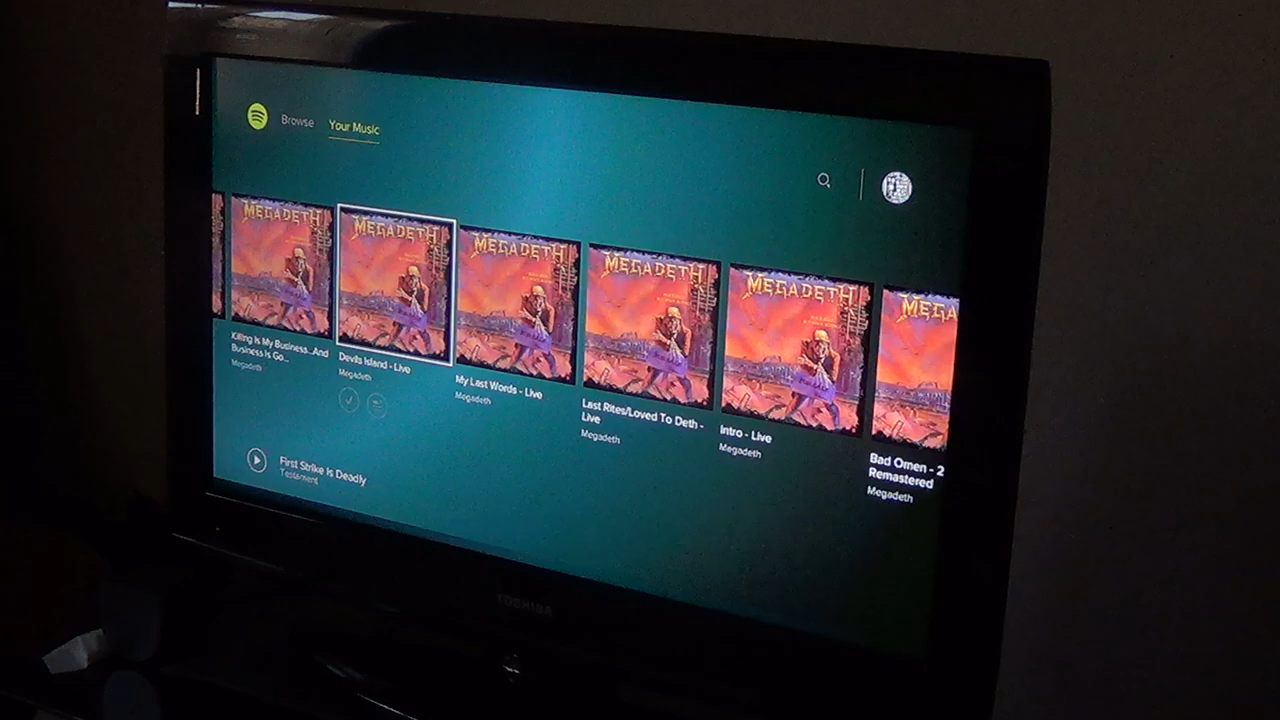 Browse
Your Music
MEGADETH
MEGADETH
MEGADETH
MEGADETH
MEGADETH
MEGA
Killing Is My Business...And
Business Is Go...
Megadeth
Devils Island - Live
Megadeth
My Last Words - Live
Megadeth
Last Rites/Loved To Deth -
Live
Megadeth
Intro - Live
Megadeth
Bad Omen - 2
Remastered
Megadeth
First Strike Is Deadly
Testament
TOSHIBA